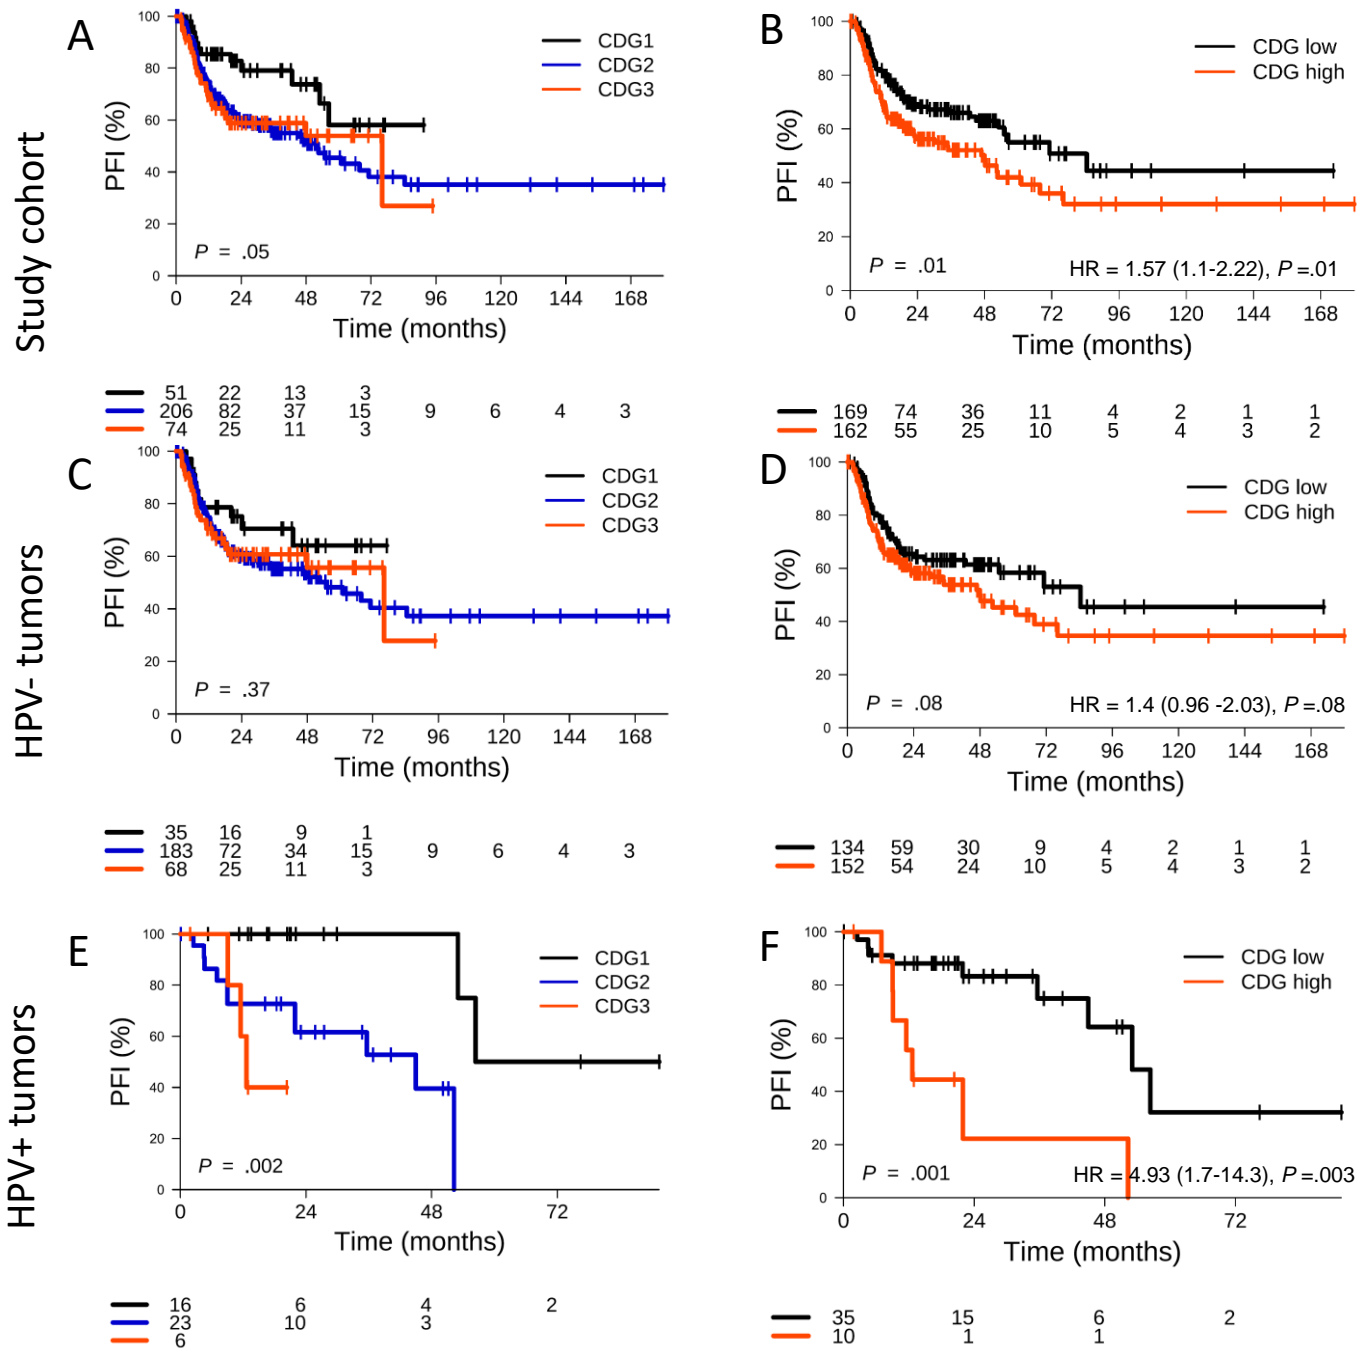 Study cohort
A
100
80
60
40
20
0
PFI (%)
CDG1
CDG2
CDG3
P = .05
0 24 48 72 96 120 144 168
Time (months)
51 22 13 3
206 82 37 15 9 6 4 3
74 25 11 3
B
100
80
60
40
20
0
PFI (%)
CDG low
CDG high
P = .01
HR = 1.57 (1.1-2.22), P =.01
0 24 48 72 96 120 144 168
Time (months)
169 74 36 11 4 2 1 1
162 55 25 10 5 4 3 2
HPV- tumors
C
100
80
60
40
20
0
PFI (%)
CDG1
CDG2
CDG3
P = .37
0 24 48 72 96 120 144 168
Time (months)
35 16 9 1
183 72 34 15 9 6 4 3
68 25 11 3
D
100
80
60
40
20
0
PFI (%)
CDG low
CDG high
P = .08
HR = 1.4 (0.96 -2.03), P =.08
0 24 48 72 96 120 144 168
Time (months)
134 59 30 9 4 2 1 1
152 54 24 10 5 4 3 2
HPV+ tumors
E
100
80
60
40
20
0
PFI (%)
CDG1
CDG2
CDG3
P = .002
0 24 48 72
Time (months)
16 6 4 2
23 10 3
6
F
100
80
60
40
20
0
PFI (%)
CDG low
CDG high
P = .001
HR = 4.93 (1.7-14.3), P =.003
0 24 48 72
Time (months)
35 15 6 2
10 1 1